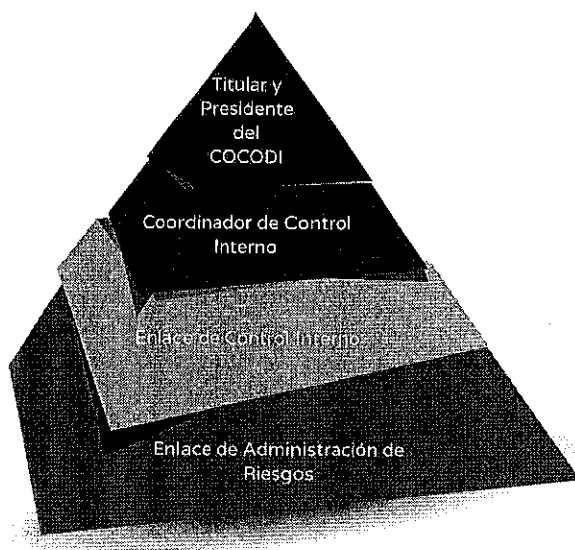 Titular y
Presidente
del
COCODI
Coordinador de Control
Interno
Enlace de Control Interno
Enlace de Administración de
Riesgos